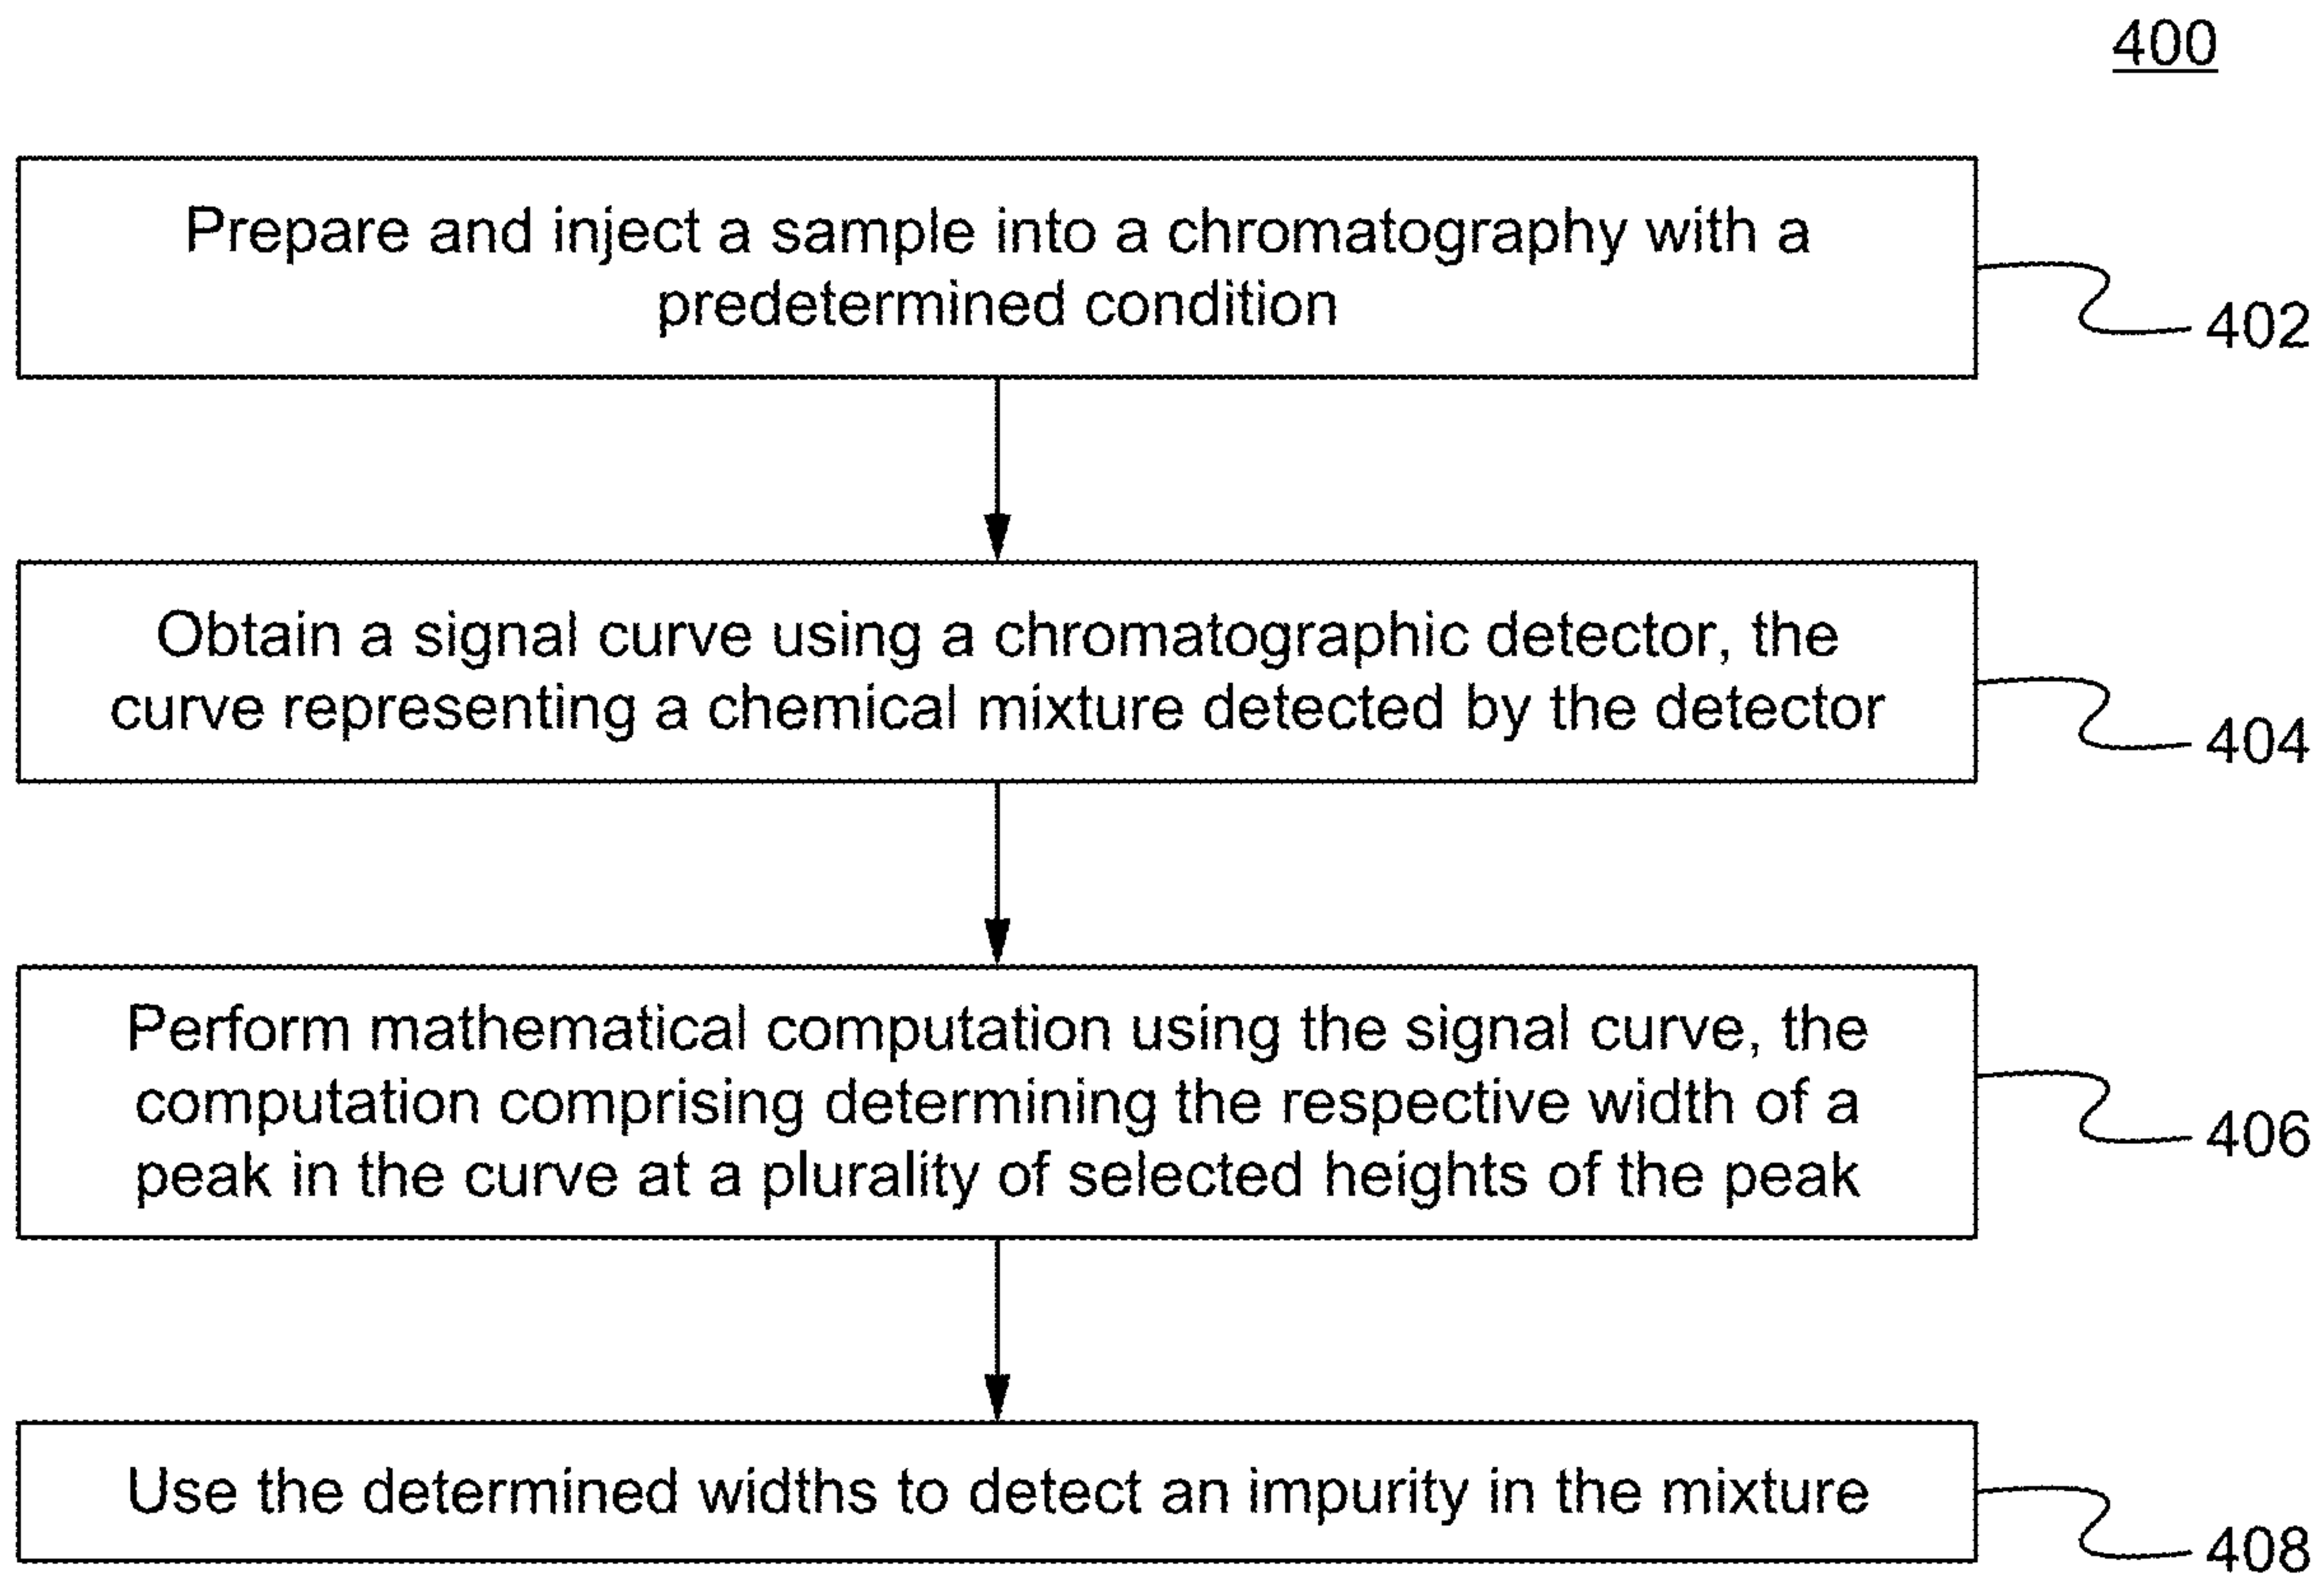 400
Prepare and inject a sample into a chromatography with a
predetermined condition
402
Obtain a signal curve using a chromatographic detector, the
curve representing a chemical mixture detected by the detector
404
Perform mathematical computation using the signal curve, the
computation comprising determining the respective width of a
peak in the curve at a plurality of selected heights of the peak
406
Use the determined widths to detect an impurity in the mixture
408